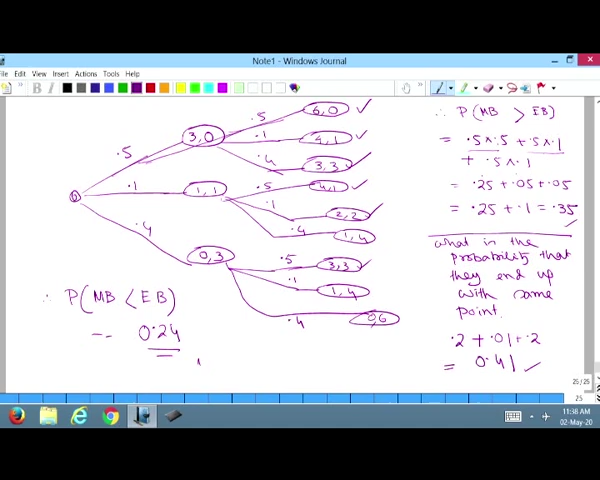 Note1 - Windows Journal
File Edit View Insert Actions Tools Help
.5
.1
.4
3,0
1,1
0,3
.5
.1
.4
6,0
4,1
3,3
.5
.1
.4
4,1
2,2
1,4
.5
.1
.4
3,3
1,4
0,6
∴ P(MB < EB)
-- 0.24
∴ P(MB > EB)
= .5×.5 + .5×.1
+ .5×.1
= .25 + .05 + .05
= .25 + .1 = .35
what in the
probability that
they end up
with same
point.
.2 + .01 + .2
= 0.41
25/25
25
11:38 AM
02-May-20